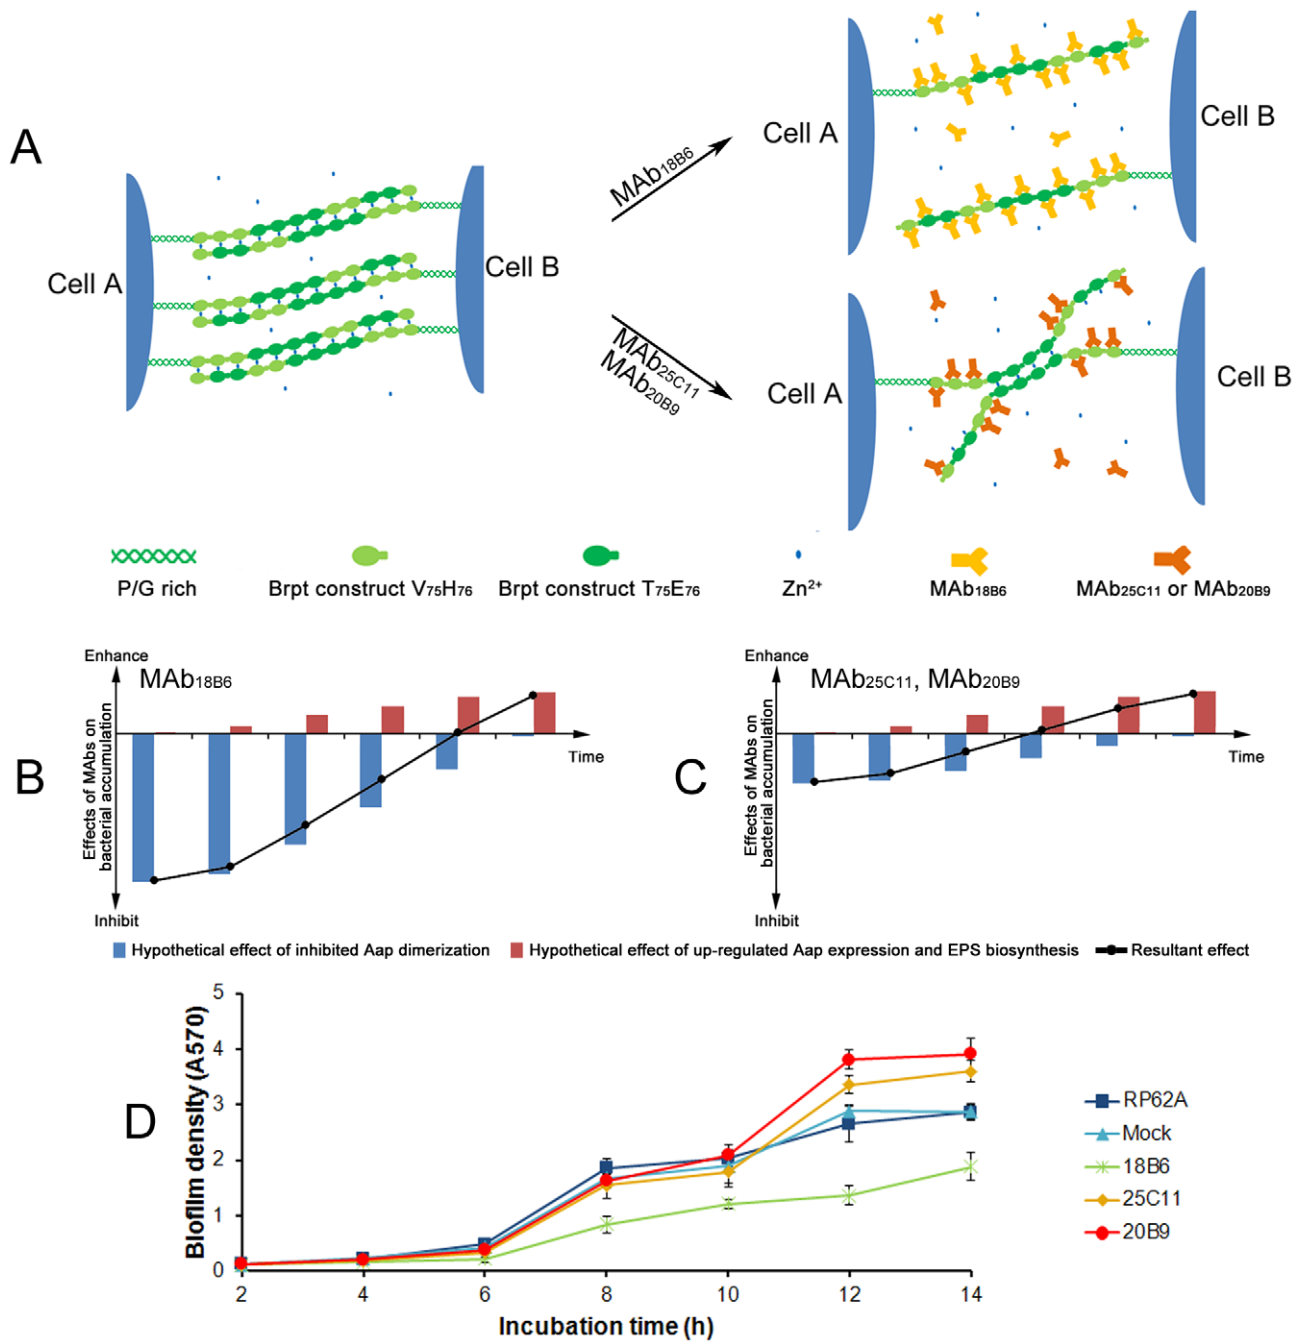 A
Cell A
Cell B
MAb18B6
MAb25C11
MAb20B9
Cell A
Cell B
Cell A
Cell B
P/G rich
Brpt construct V75H76
Brpt construct T75E76
Zn2+
MAb18B6
MAb25C11 or MAb20B9
B
Enhance
MAb18B6
Effects of MAbs on
bacterial accumulation
Time
Inhibit
C
Enhance
MAb25C11, MAb20B9
Effects of MAbs on
bacterial accumulation
Time
Inhibit
Hypothetical effect of inhibited Aap dimerization
Hypothetical effect of up-regulated Aap expression and EPS biosynthesis
Resultant effect
D
Biofilm density (A570)
5
4
3
2
1
0
2 4 6 8 10 12 14
Incubation time (h)
RP62A
Mock
18B6
25C11
20B9